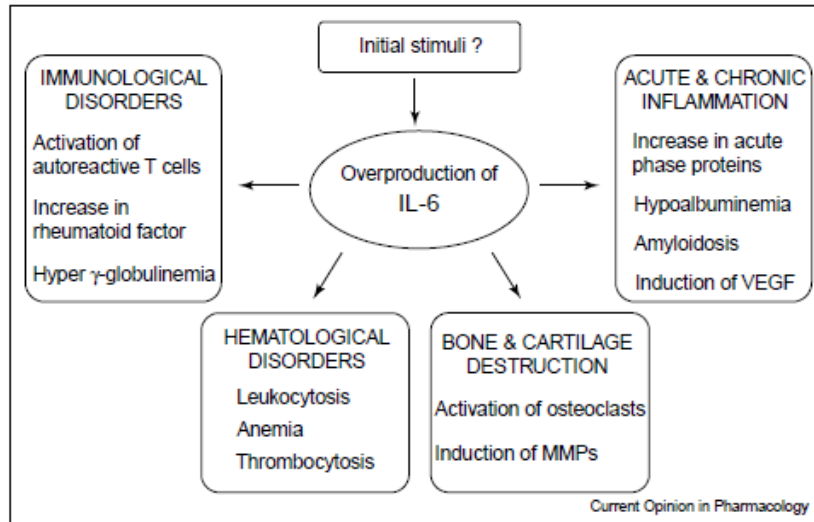 Initial stimuli ?
IMMUNOLOGICAL
DISORDERS
Activation of
autoreactive T cells
Increase in
rheumatoid factor
Hyper γ-globulinemia
Overproduction of
IL-6
ACUTE & CHRONIC
INFLAMMATION
Increase in acute
phase proteins
Hypoalbuminemia
Amyloidosis
Induction of VEGF
HEMATOLOGICAL
DISORDERS
Leukocytosis
Anemia
Thrombocytosis
BONE & CARTILAGE
DESTRUCTION
Activation of osteoclasts
Induction of MMPs
Current Opinion in Pharmacology